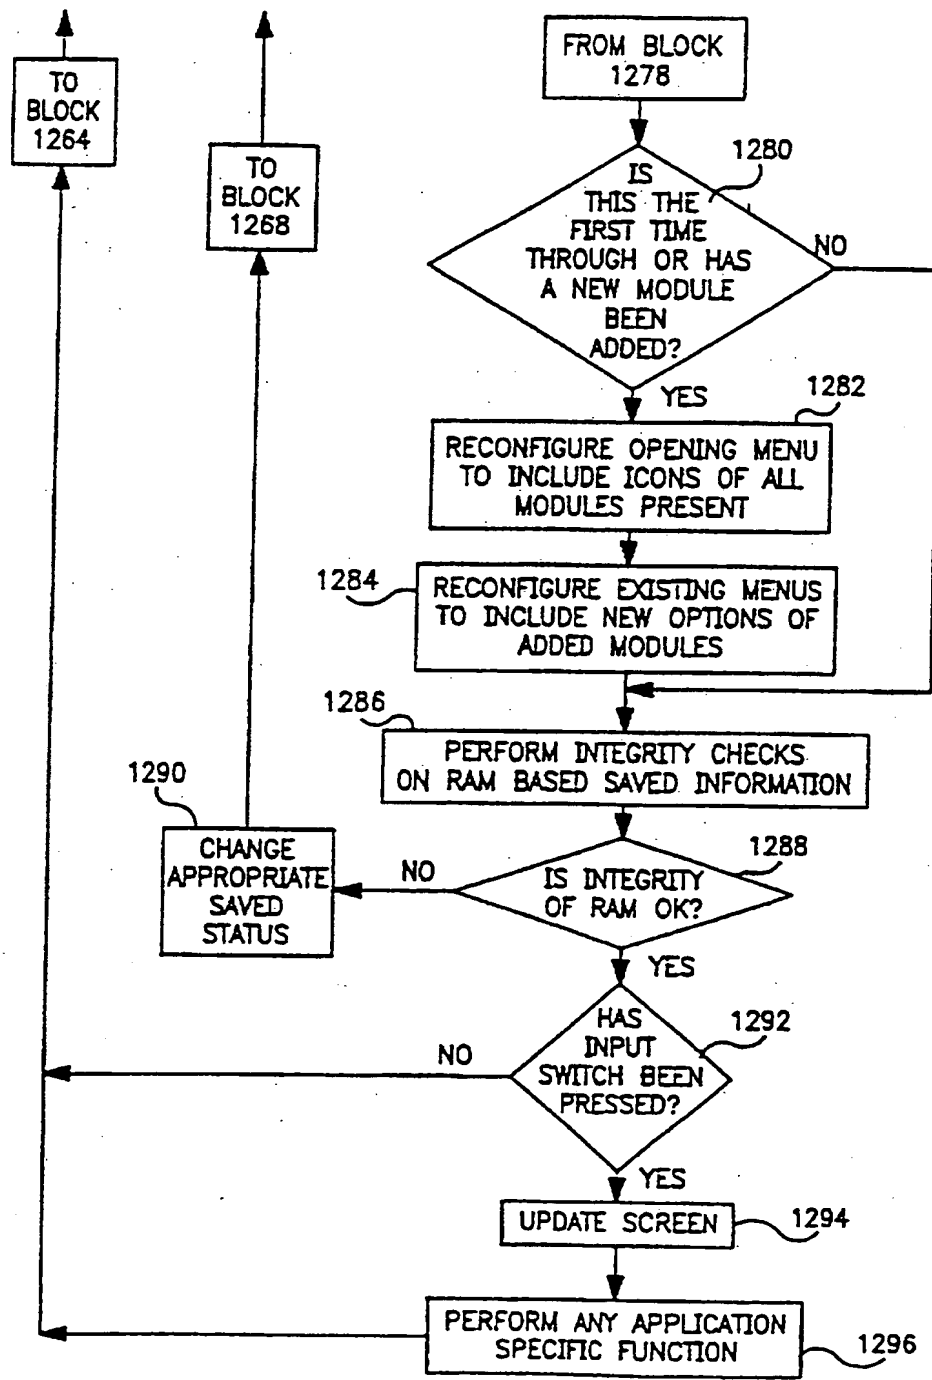 TO
BLOCK
1264
TO
BLOCK
1268
FROM BLOCK
1278
1280
IS
THIS THE
FIRST TIME
THROUGH OR HAS
A NEW MODULE
BEEN
ADDED?
NO
YES
1282
RECONFIGURE OPENING MENU
TO INCLUDE ICONS OF ALL
MODULES PRESENT
1284
RECONFIGURE EXISTING MENUS
TO INCLUDE NEW OPTIONS OF
ADDED MODULES
1286
PERFORM INTEGRITY CHECKS
ON RAM BASED SAVED INFORMATION
1290
CHANGE
APPROPRIATE
SAVED
STATUS
NO
1288
IS INTEGRITY
OF RAM OK?
YES
1292
HAS
INPUT
SWITCH BEEN
PRESSED?
NO
YES
UPDATE SCREEN
1294
PERFORM ANY APPLICATION
SPECIFIC FUNCTION
1296